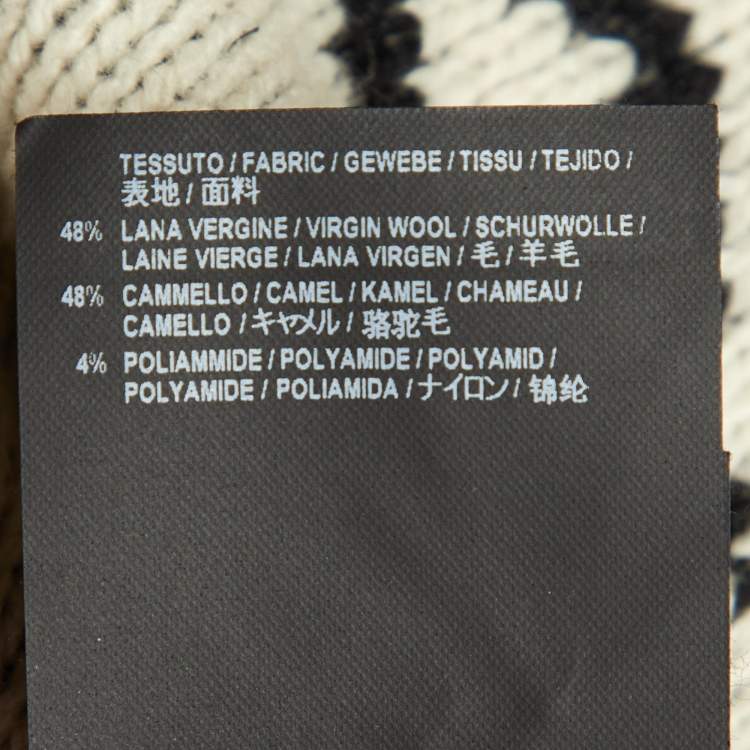 TESSUTO / FABRIC / GEWEBE / TISSU / TEJIDO /
表地 / 面料
48% LANA VERGINE / VIRGIN WOOL / SCHURWOLLE /
LAINE VIERGE / LANA VIRGEN / 毛 / 羊毛
48% CAMMELLO / CAMEL / KAMEL / CHAMEAU /
CAMELLO / キャメル / 骆驼毛
4% POLIAMMIDE / POLYAMIDE / POLYAMID /
POLYAMIDE / POLIAMIDA / ナイロン / 锦纶